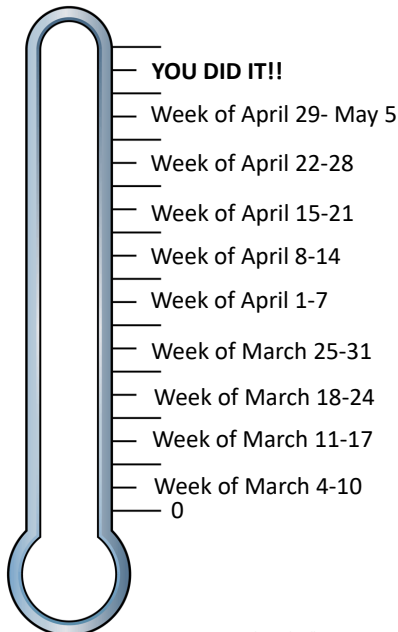 YOU DID IT!!
Week of April 29- May 5
Week of April 22-28
Week of April 15-21
Week of April 8-14
Week of April 1-7
Week of March 25-31
Week of March 18-24
Week of March 11-17
Week of March 4-10
0